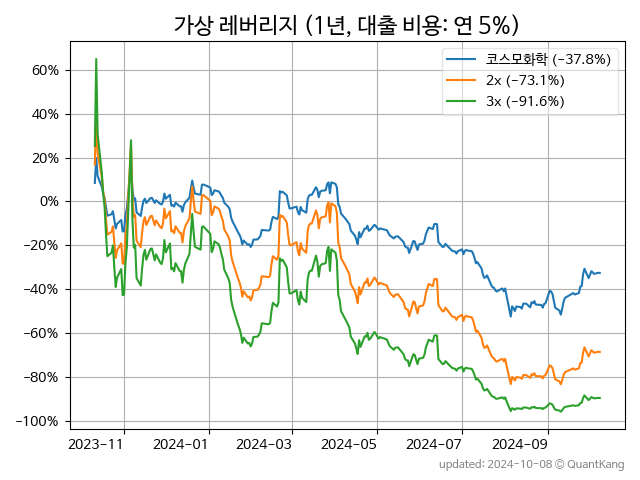 가상 레버리지 (1년, 대출 비용: 연 5%)
코스모화학 (−37.8%)
2x (−73.1%)
3x (−91.6%)
60%
40%
20%
0%
−20%
−40%
−60%
−80%
−100%
2023-11 2024-01 2024-03 2024-05 2024-07 2024-09
updated: 2024-10-08 © QuantKang